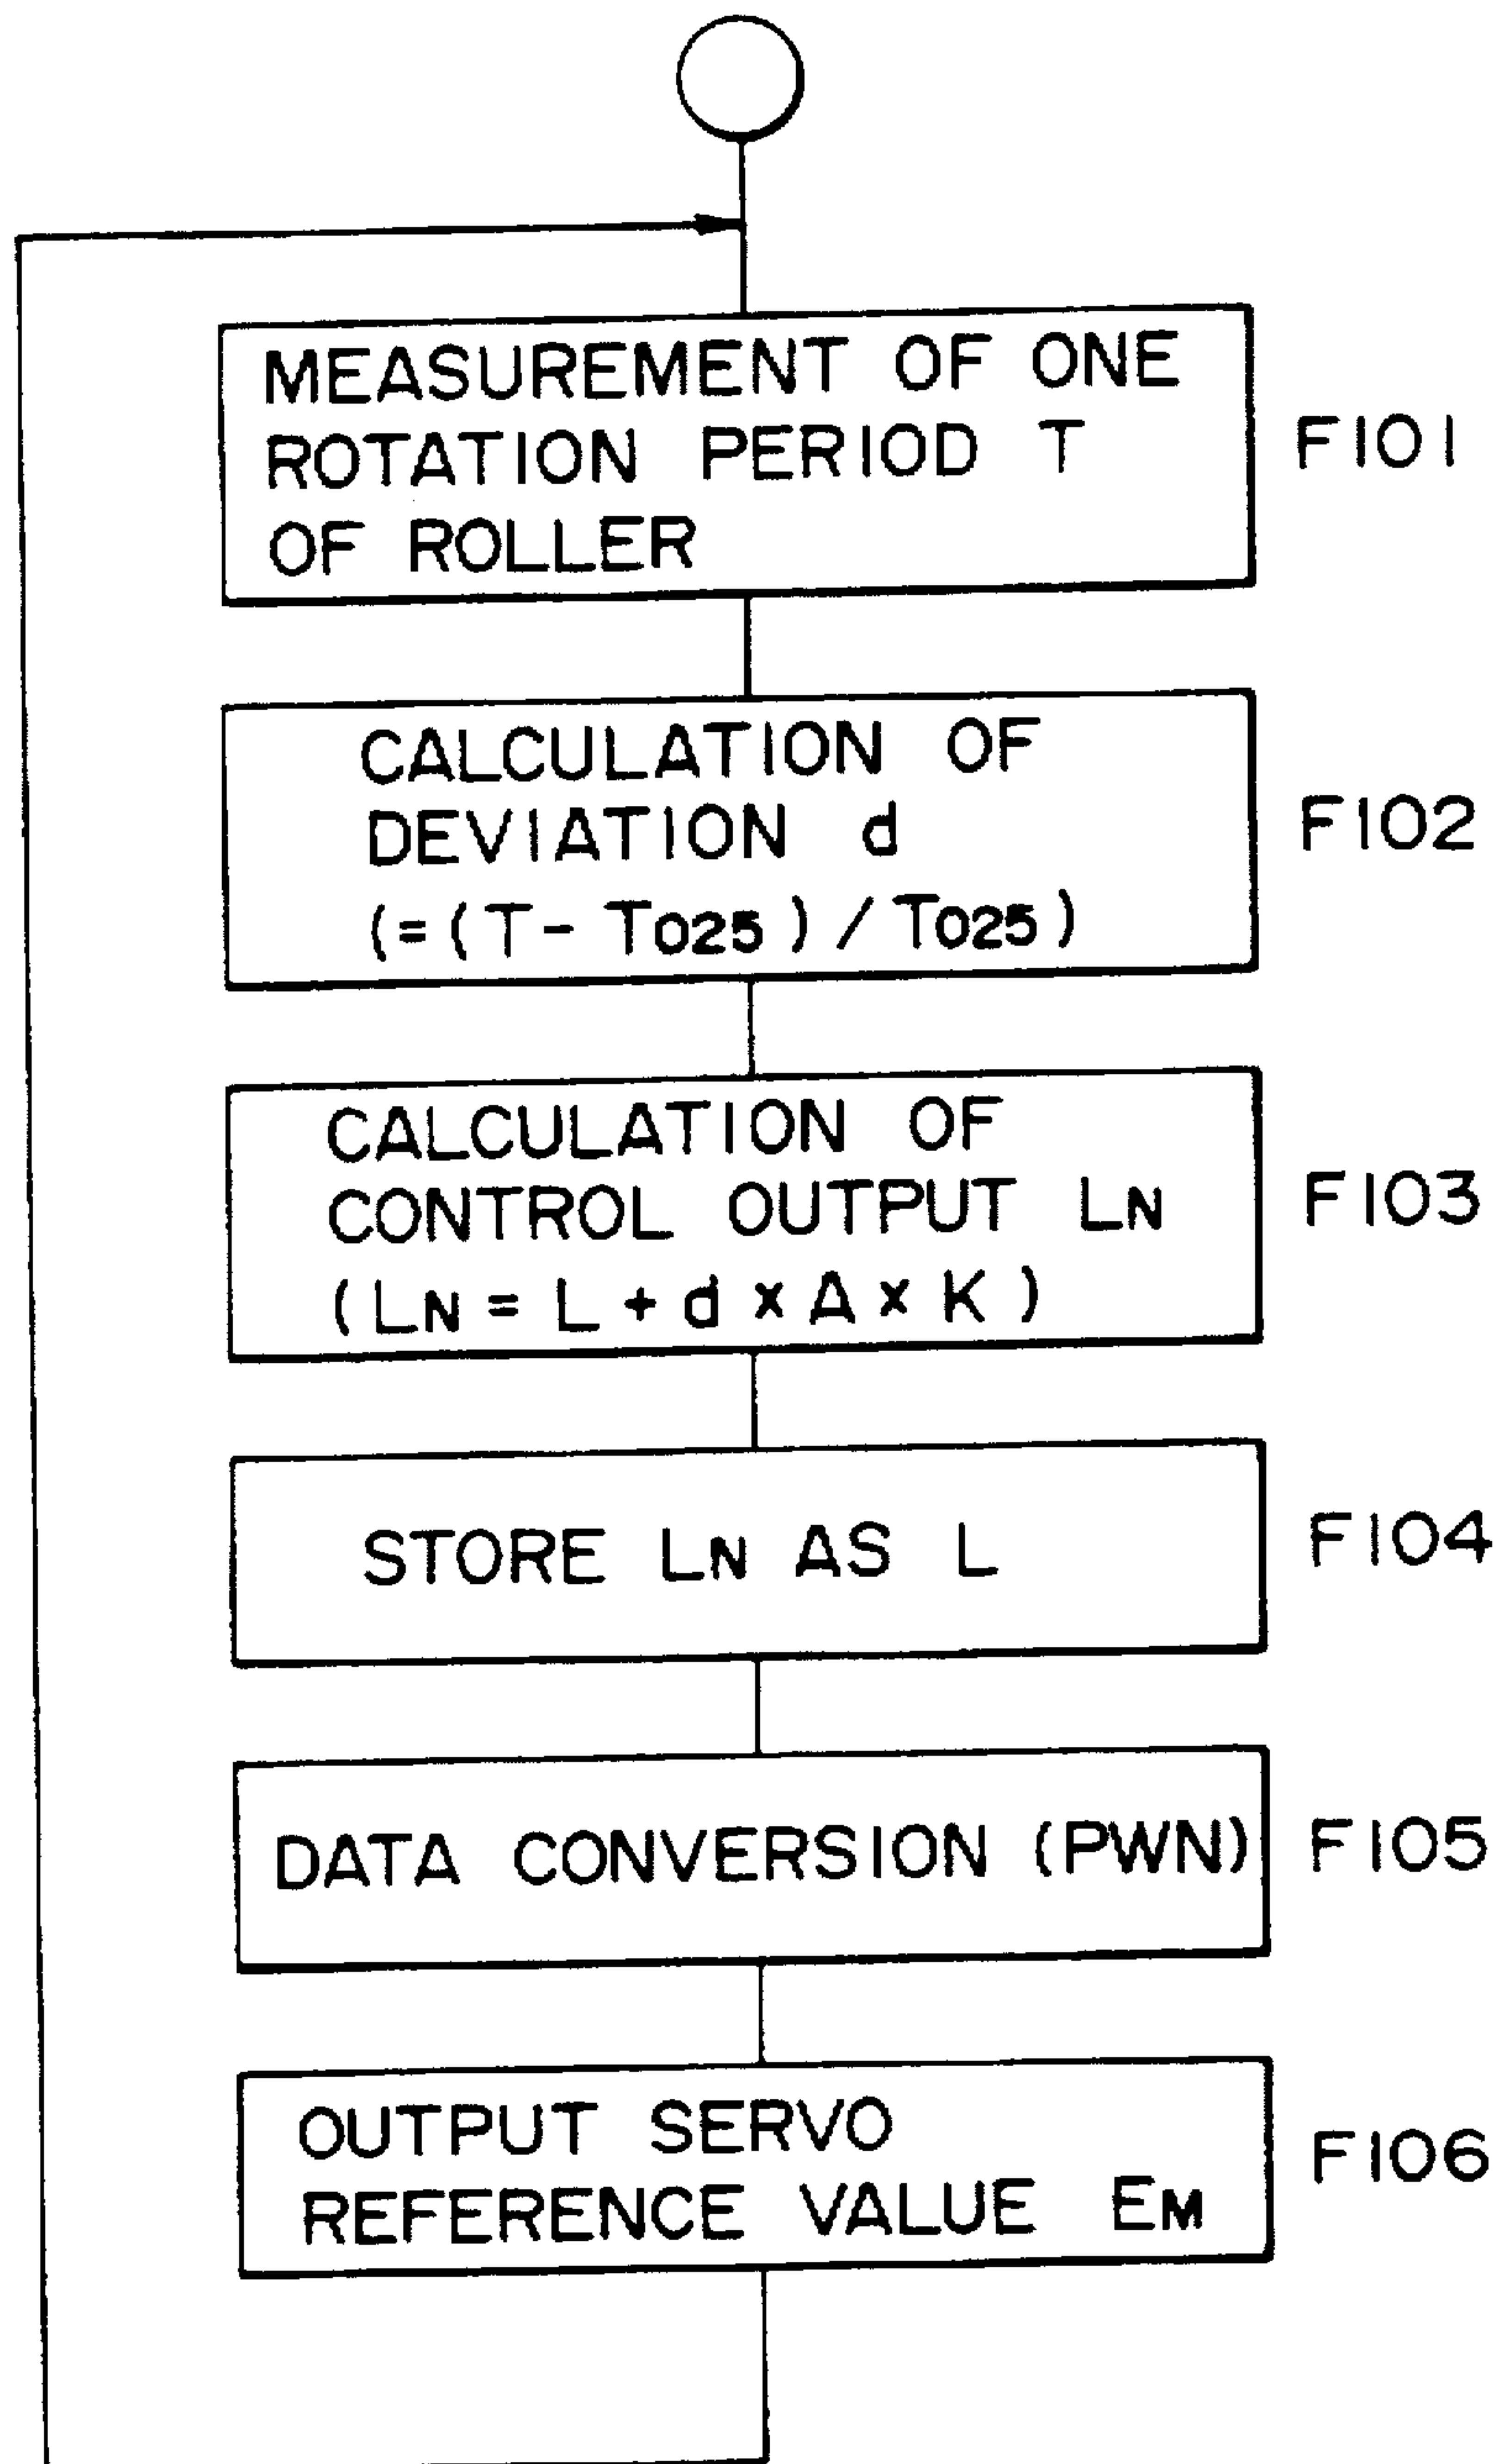 MEASUREMENT OF ONE
ROTATION PERIOD T
OF ROLLER
F101
CALCULATION OF
DEVIATION d
(=(T-T025)/T025)
F102
CALCULATION OF
CONTROL OUTPUT LN
(LN=L+d×A×K)
F103
STORE LN AS L
F104
DATA CONVERSION (PWN)
F105
OUTPUT SERVO
REFERENCE VALUE EM
F106